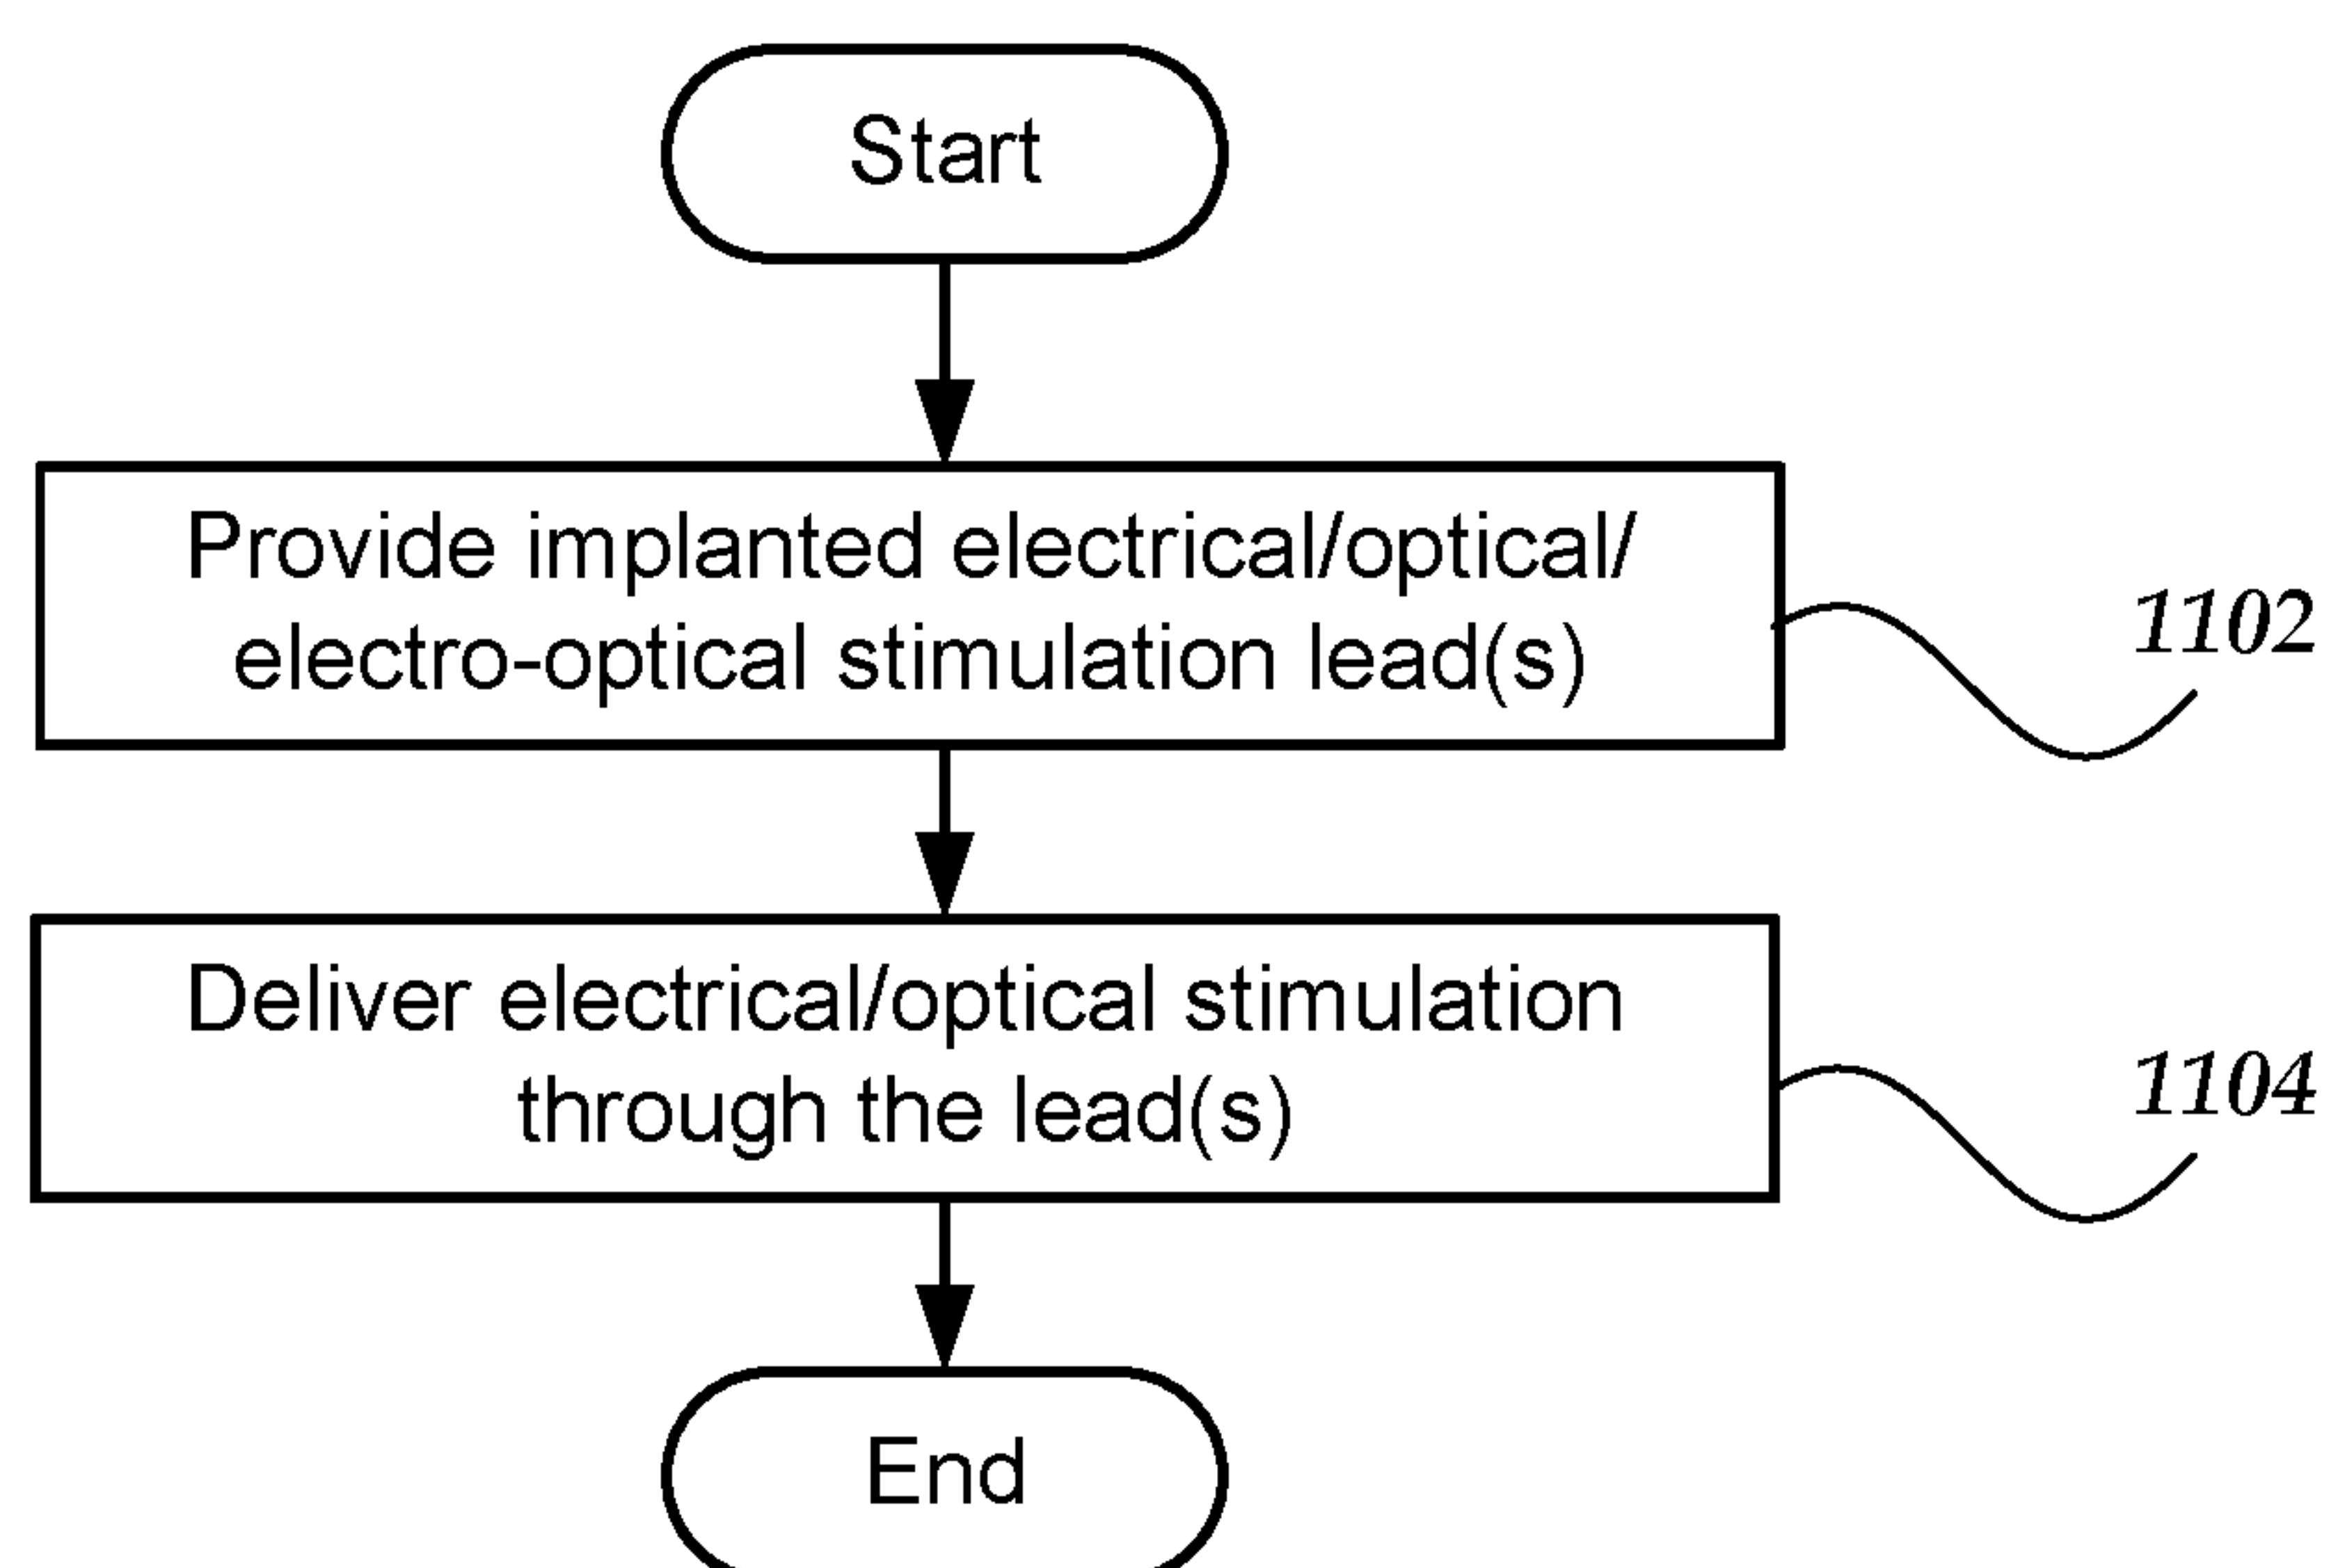 Start
Provide implanted electrical/optical/
electro-optical stimulation lead(s)
1102
Deliver electrical/optical stimulation
through the lead(s)
1104
End